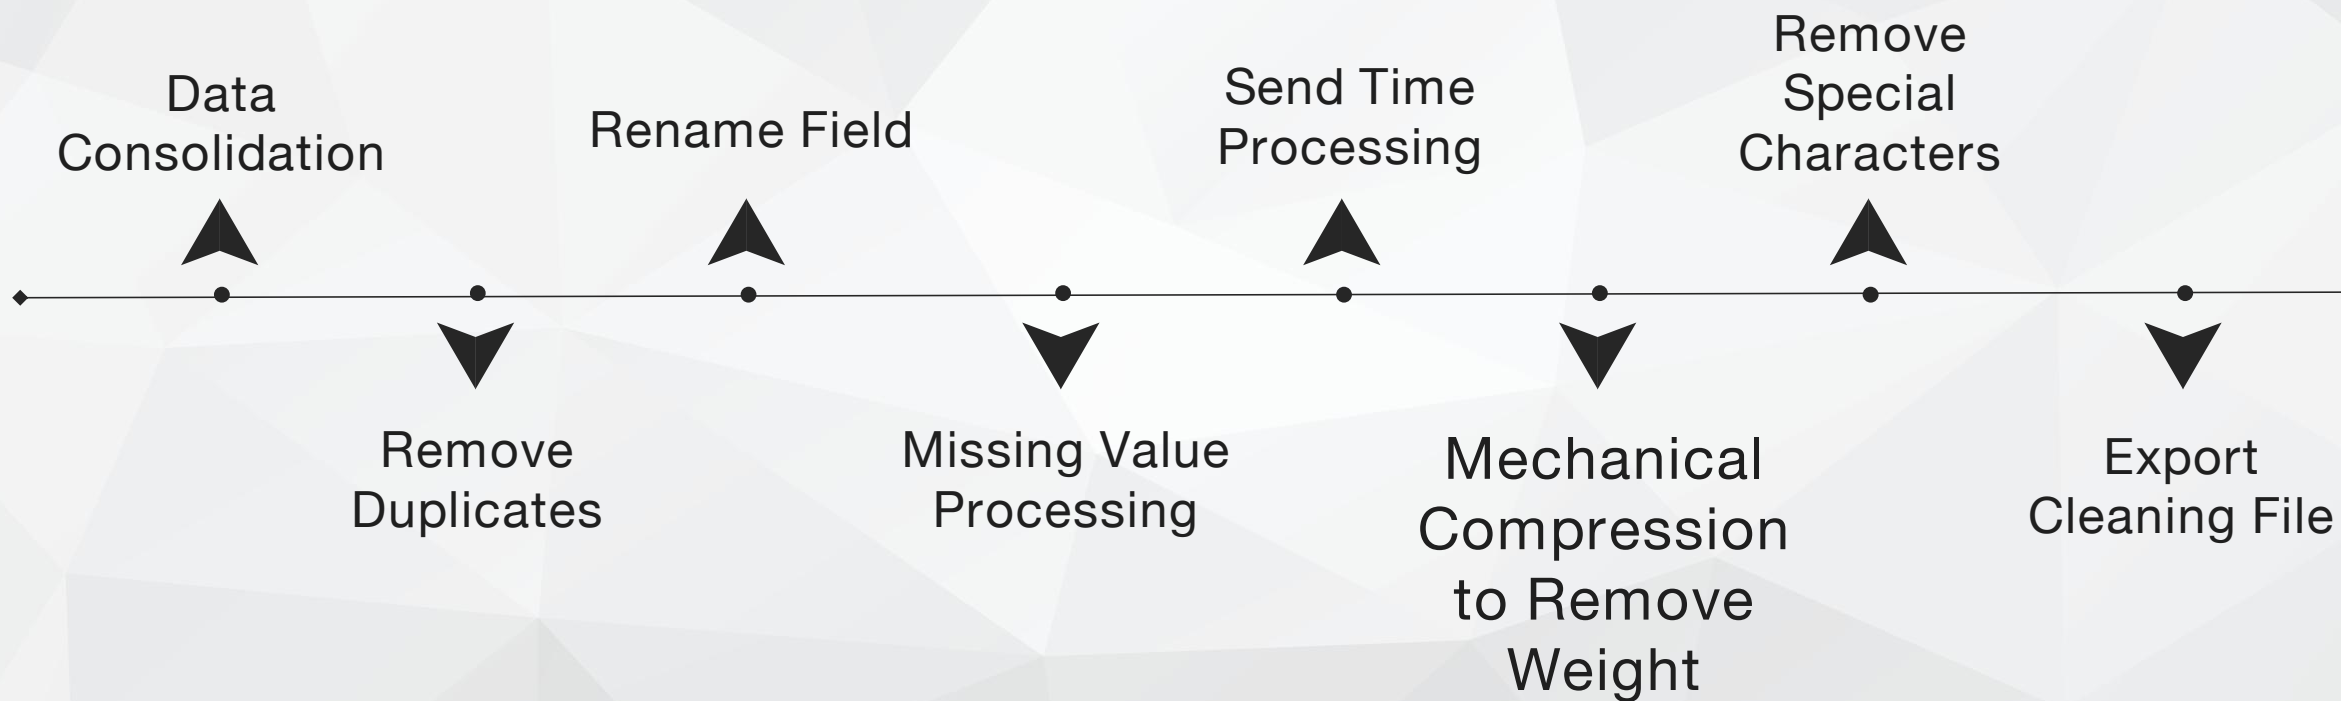 Data
Consolidation
Remove
Duplicates
Rename Field
Missing Value
Processing
Send Time
Processing
Mechanical
Compression
to Remove
Weight
Remove
Special
Characters
Export
Cleaning File